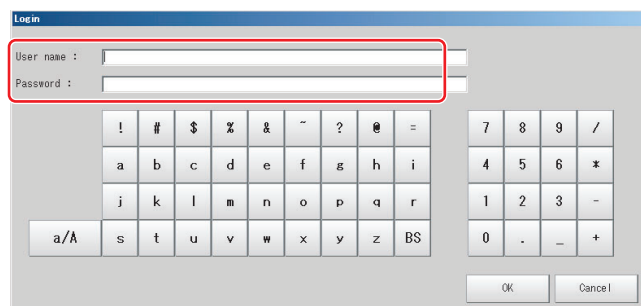 Login
User name :
Password :
! # $ % & ~ ? @ = 7 8 9 /
a b c d e f g h i 4 5 6 *
j k l m n o p q r 1 2 3 -
a/A s t u v w x y z BS 0 . _ +
OK Cancel